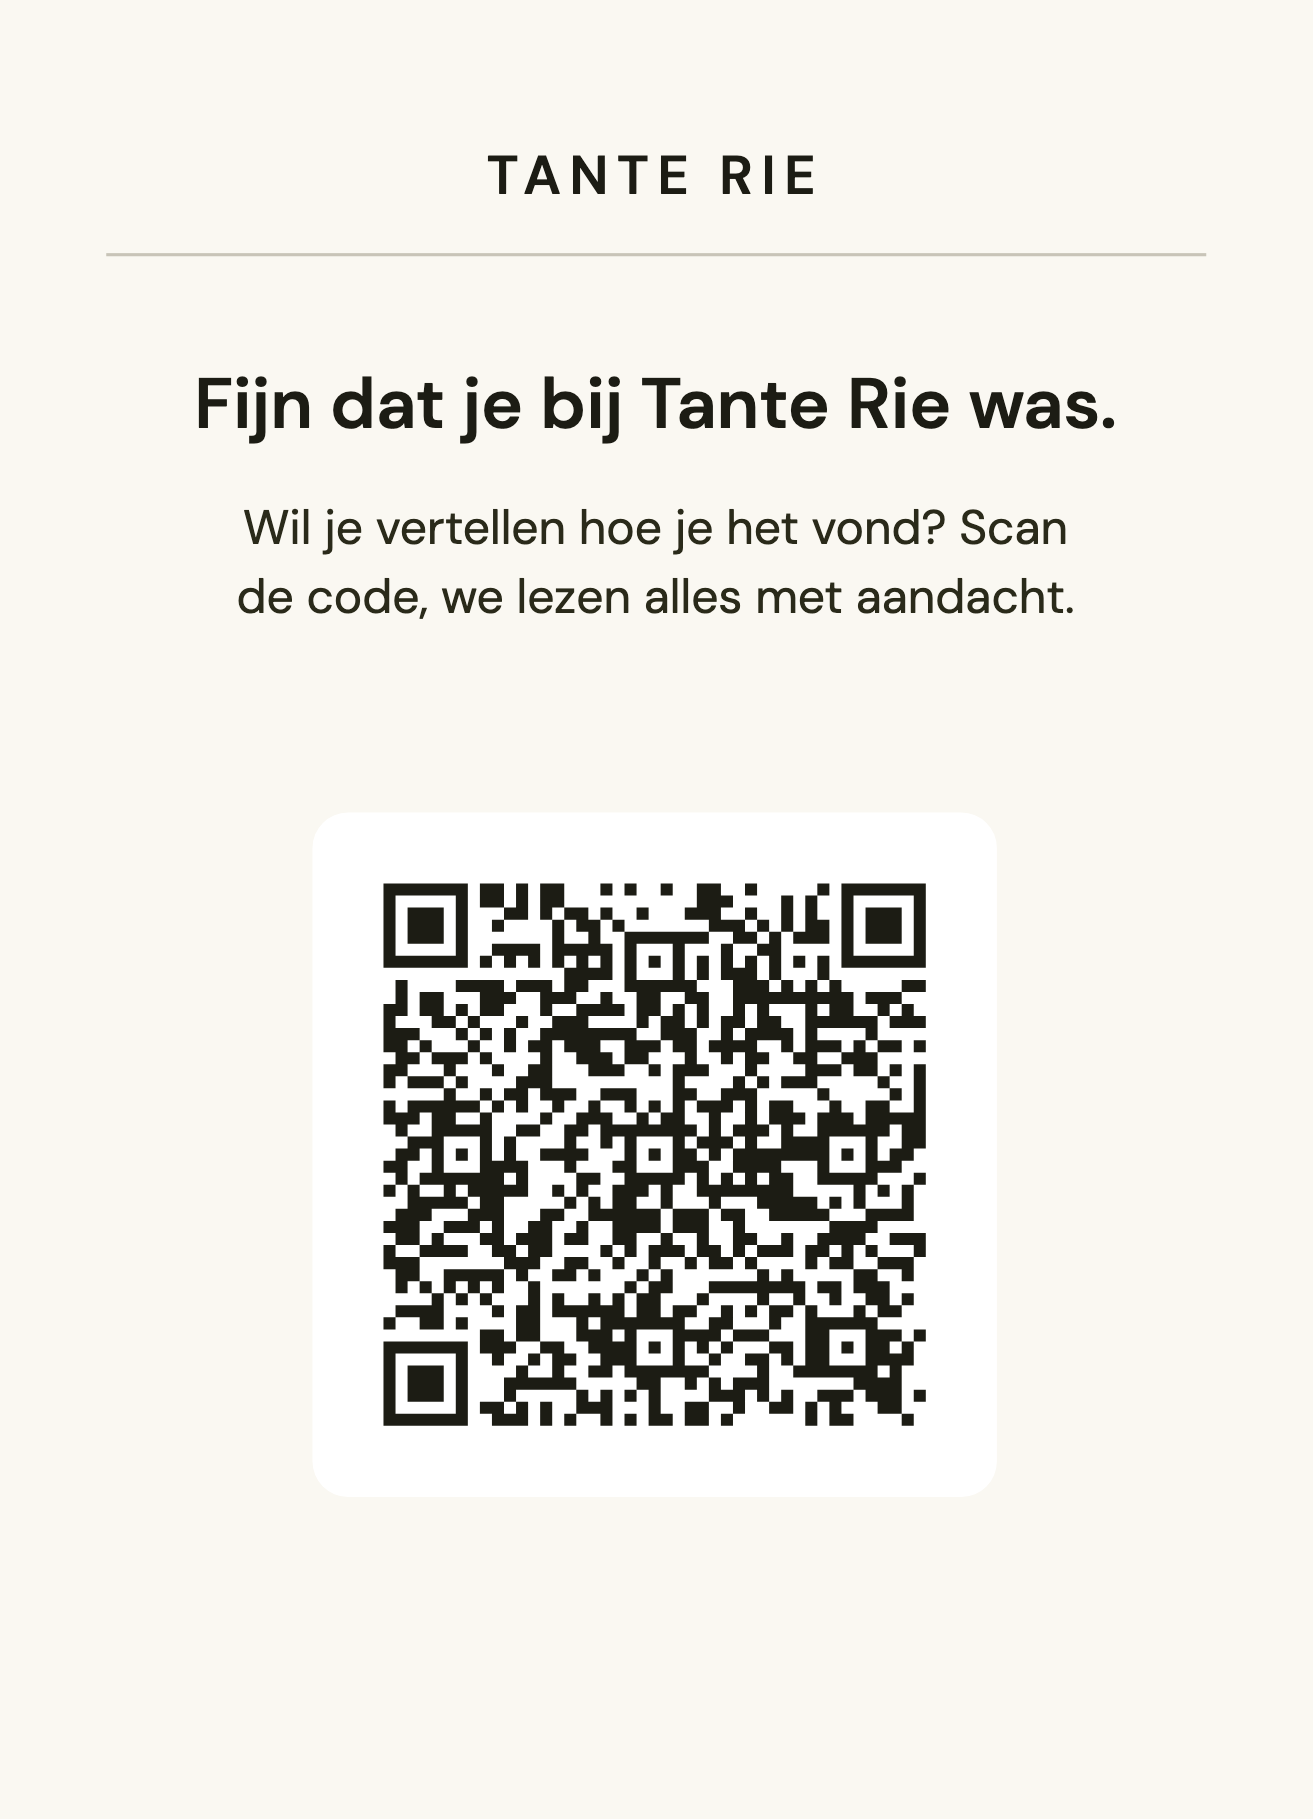 TANTE RIE
Fijn dat je bij Tante Rie was.
Wil je vertellen hoe je het vond? Scan
de code, we lezen alles met aandacht.